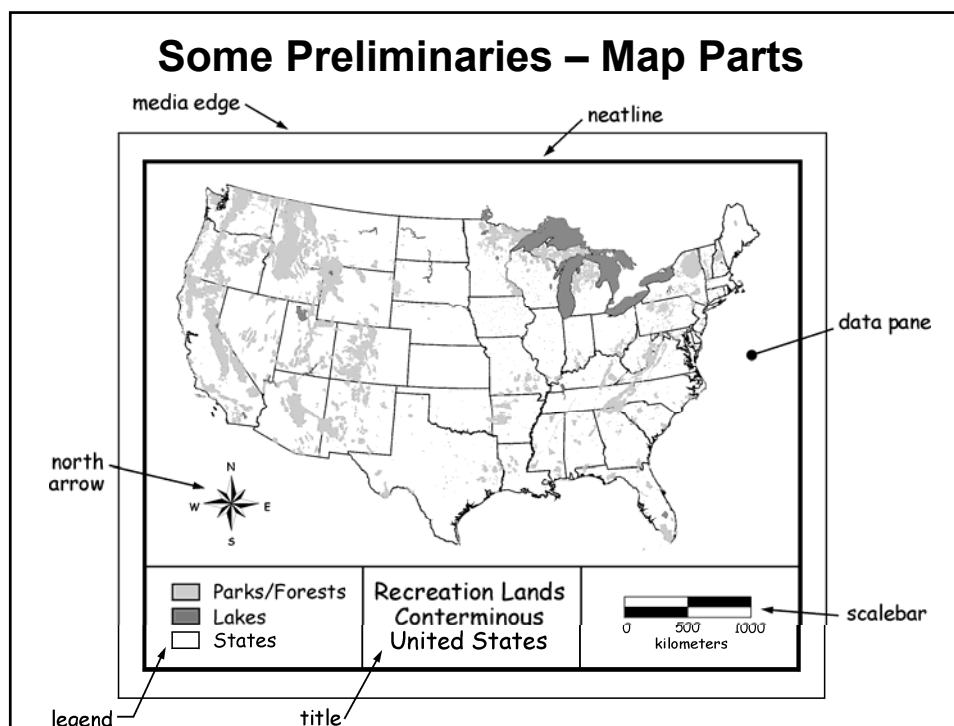 Some Preliminaries – Map Parts
media edge
neatline
data pane
north
arrow
N
W
E
S
Parks/Forests
Lakes
States
Recreation Lands
Conterminous
United States
0 500 1000
kilometers
scalebar
legend
title